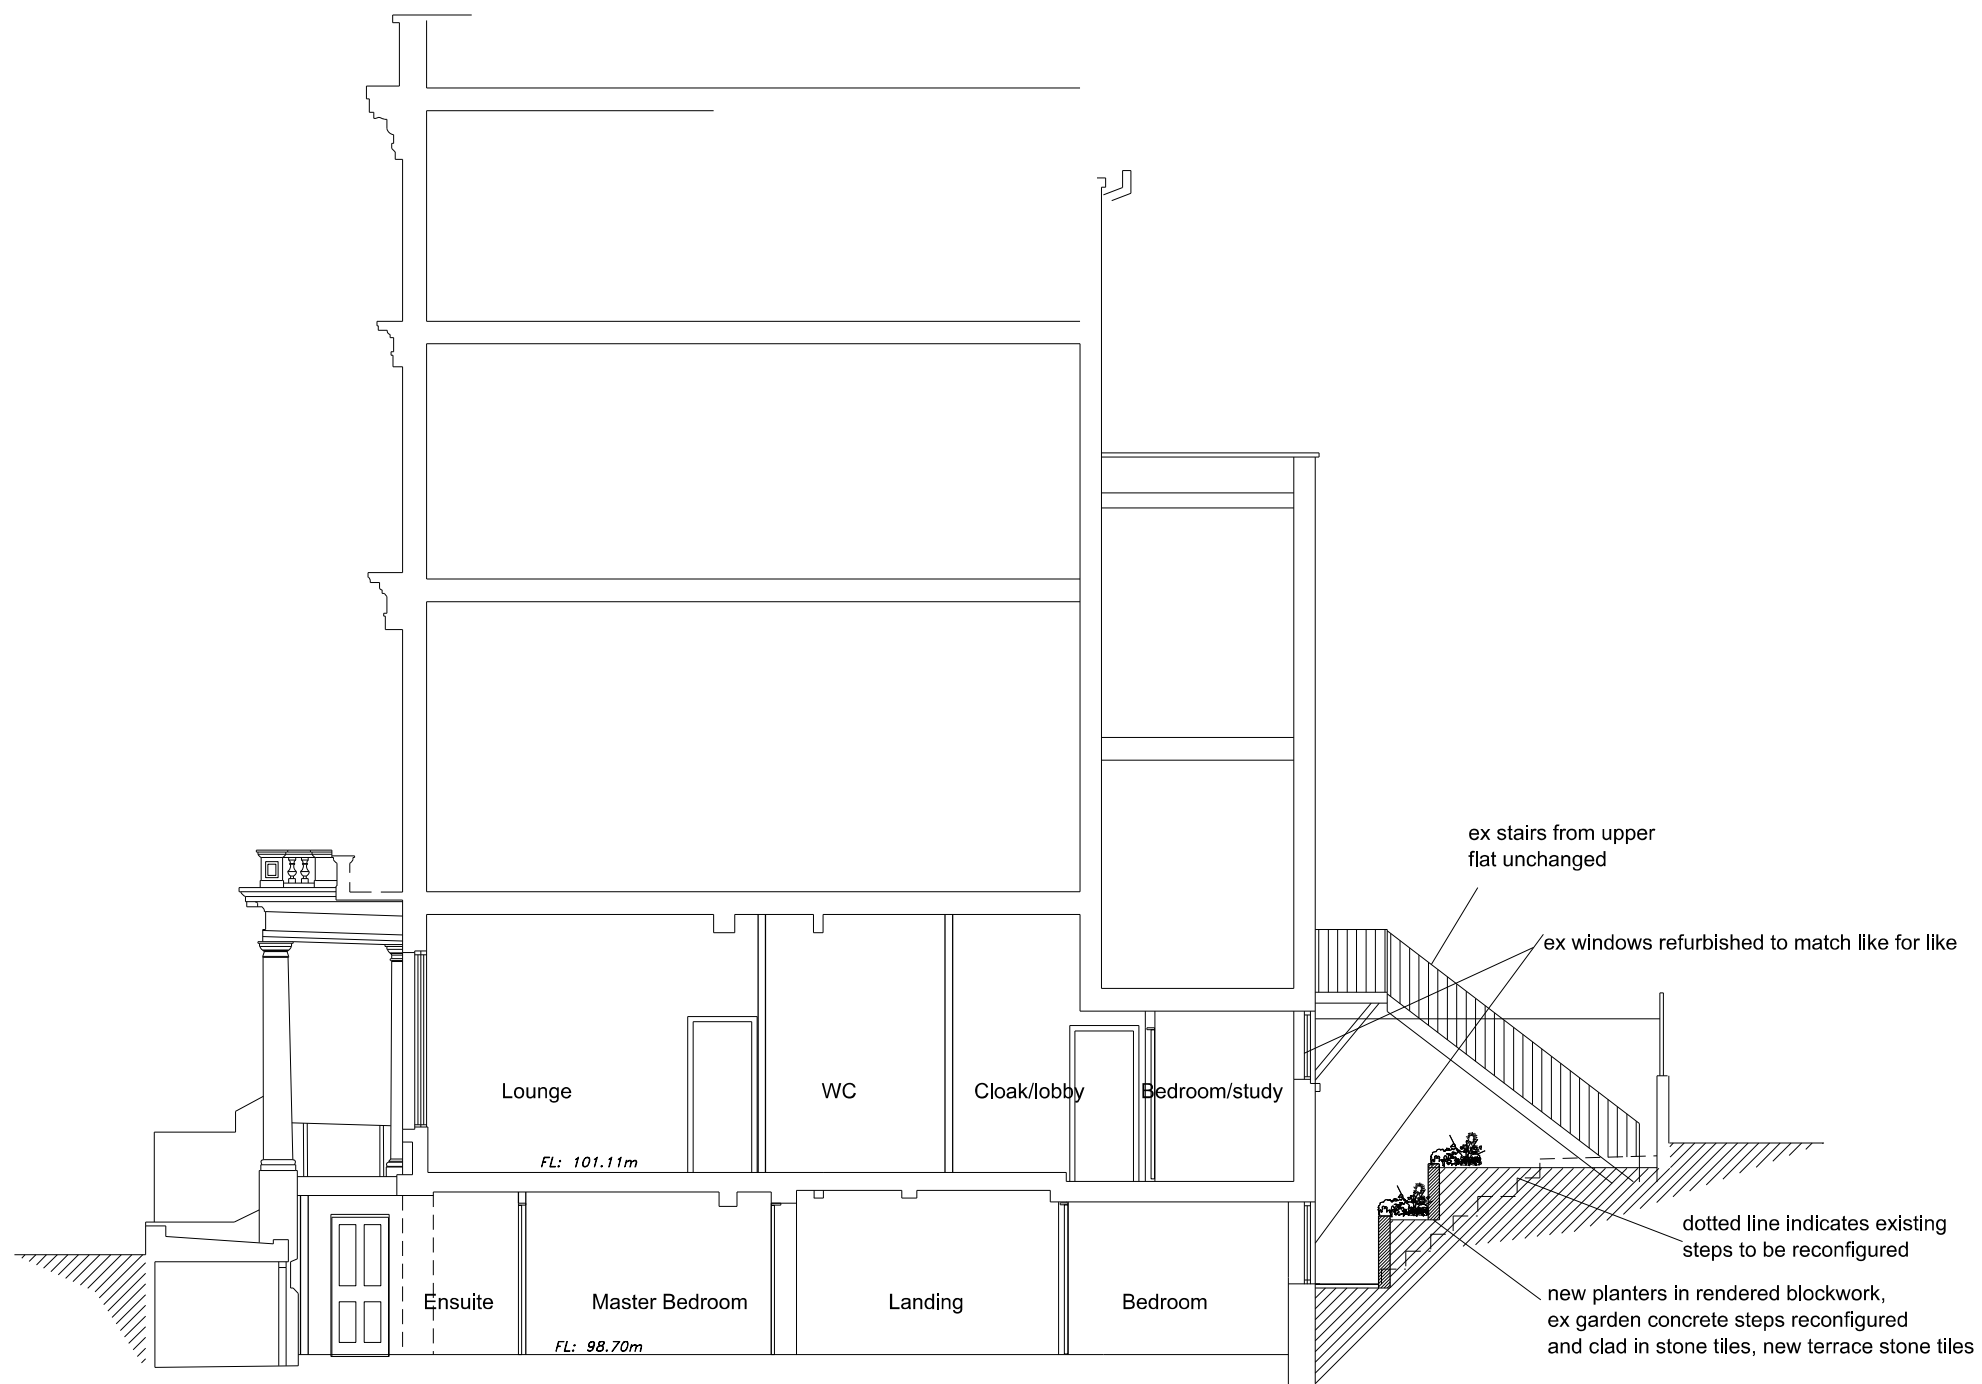 ex stairs from upper
flat unchanged
ex windows refurbished to match like for like
Lounge
WC
Cloak/lobby
Bedroom/study
FL: 101.11m
dotted line indicates existing
steps to be reconfigured
Ensuite
Master Bedroom
Landing
Bedroom
new planters in rendered blockwork,
ex garden concrete steps reconfigured
and clad in stone tiles, new terrace stone tiles
FL: 98.70m